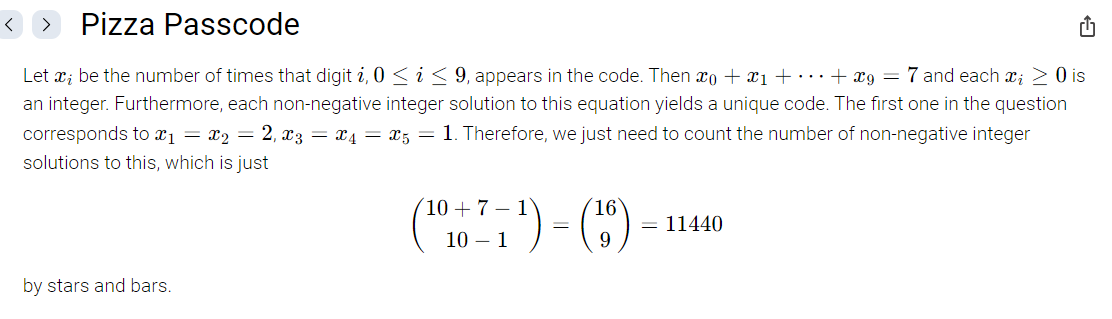 Pizza Passcode
Let $x_i$ be the number of times that digit $i, 0 \leq i \leq 9$, appears in the code. Then $x_0 + x_1 + \cdots + x_9 = 7$ and each $x_i \geq 0$ is
an integer. Furthermore, each non-negative integer solution to this equation yields a unique code. The first one in the question
corresponds to $x_1 = x_2 = 2, x_3 = x_4 = x_5 = 1$. Therefore, we just need to count the number of non-negative integer
solutions to this, which is just
$\binom{10 + 7 - 1}{10 - 1} = \binom{16}{9} = 11440$
by stars and bars.